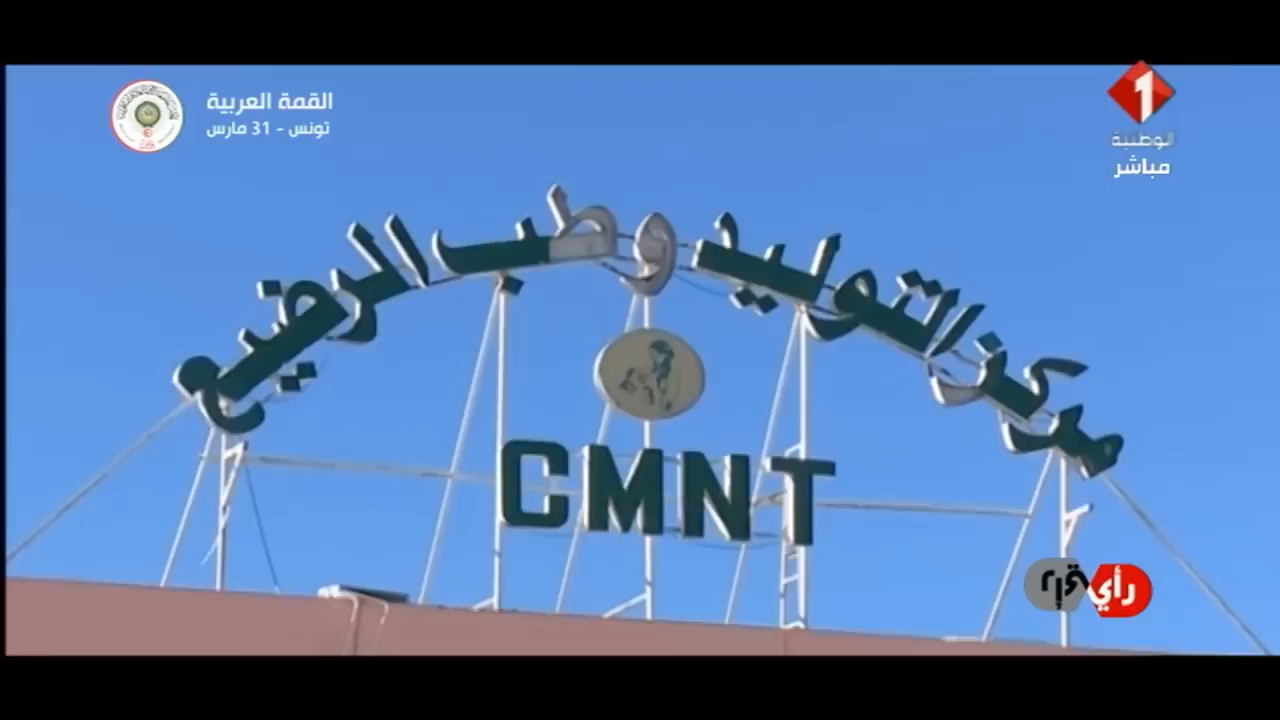 القمة العربية
تونس - 31 مارس
1
الوطنية
مباشر
مركز التوليد وطب الرضيع
CMNT
رأي